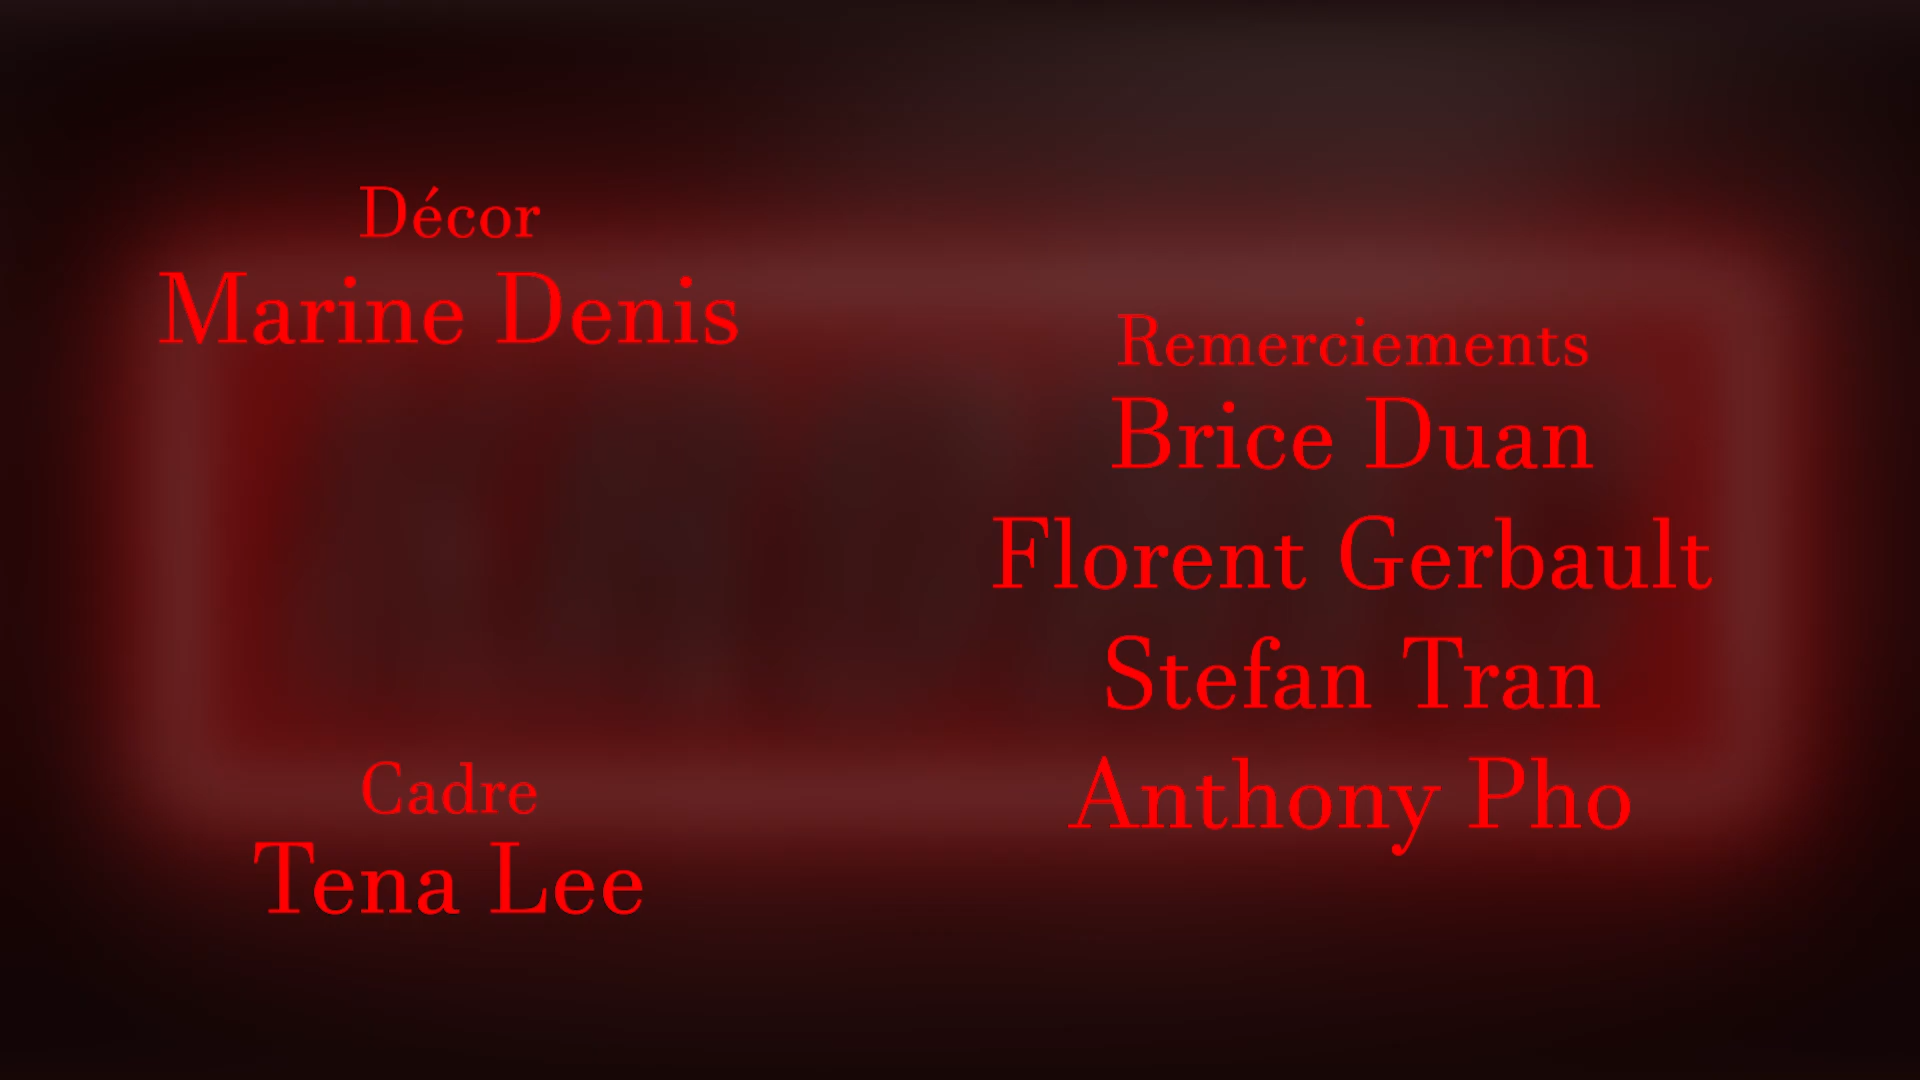 Décor
Marine Denis
Cadre
Tena Lee
Remerciements
Brice Duan
Florent Gerbault
Stefan Tran
Anthony Pho